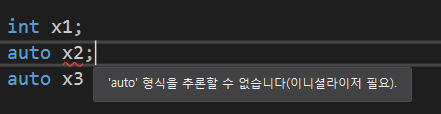 int x1;
auto x2;
auto x3
'auto' 형식을 추론할 수 없습니다(이니셜라이저 필요).